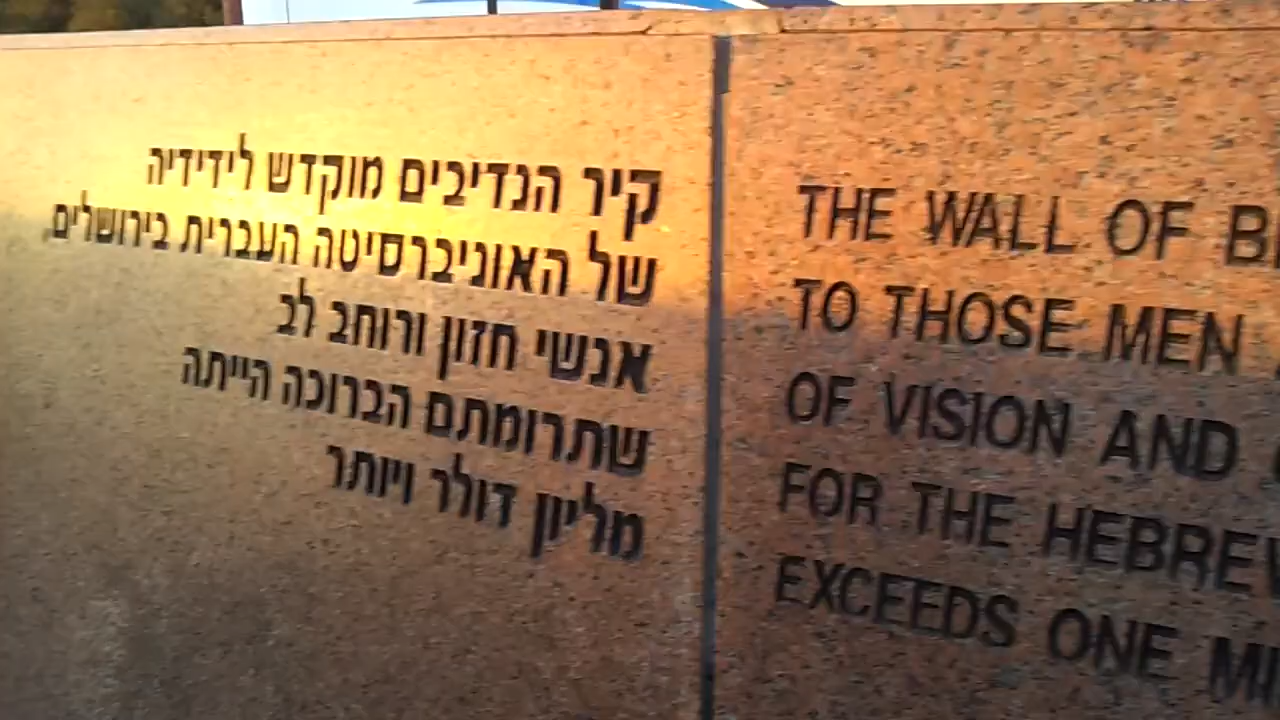 קיר הנדיבים מוקדש לידידיה
של האוניברסיטה העברית בירושלים,
אנשי חזון ורוחב לב
שתרומתם הברוכה הייתה
מליון דולר ויותר
THE WALL OF
TO THOSE MEN
OF VISION AND
FOR THE HEBREW
EXCEEDS ONE